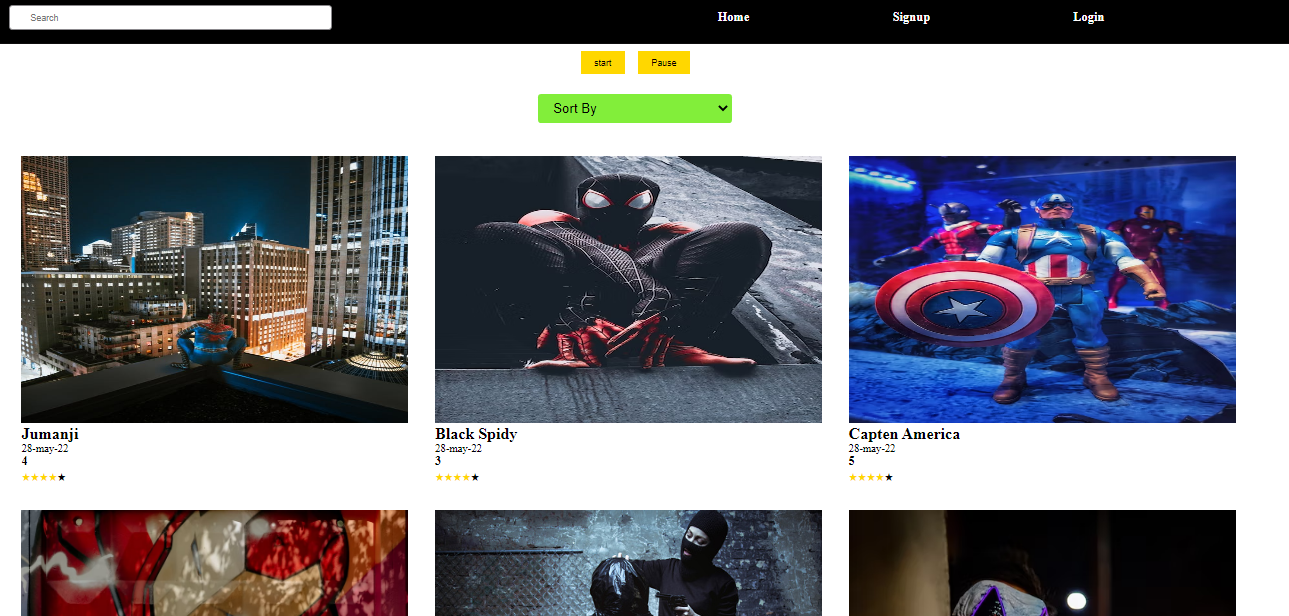 Search Home Signup Login
start Pause
Sort By
Jumanji Black Spidy Capten America
28-may-22 28-may-22 28-may-22
4 3 5
★★★★★ ★★★★★ ★★★★★